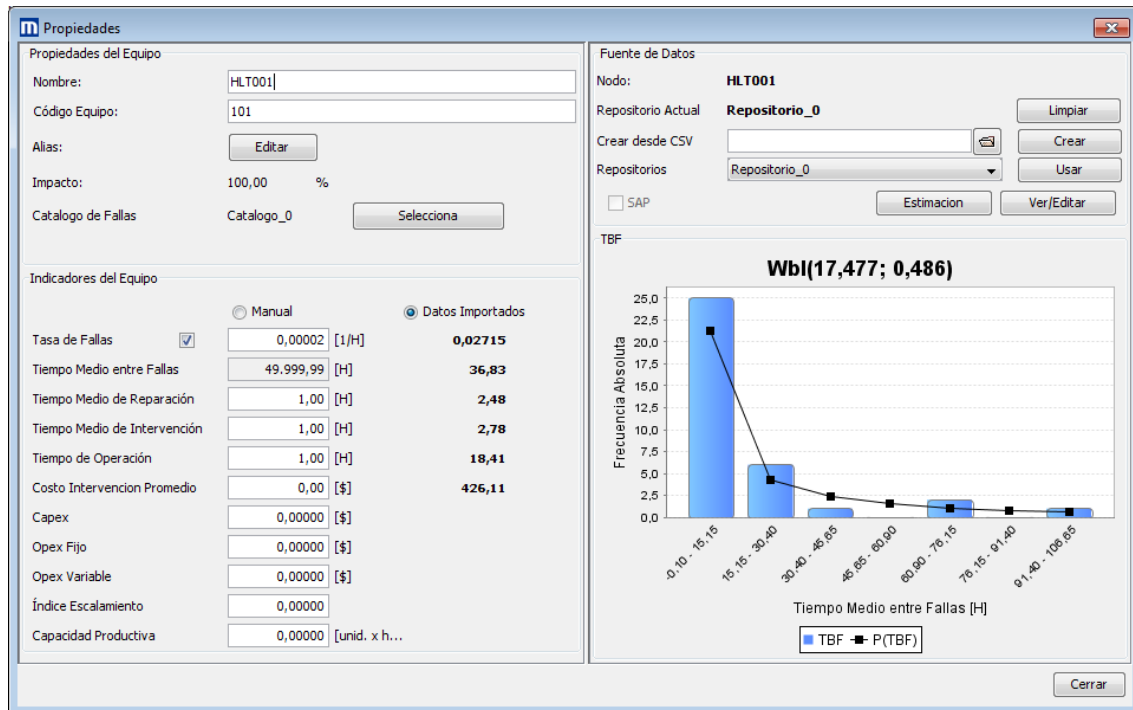 m Propiedades
Propiedades del Equipo
Nombre: HLT001
Código Equipo: 101
Alias: Editar
Impacto: 100,00 %
Catalogo de Fallas Catalogo_0 Selecciona
Indicadores del Equipo
Manual Datos Importados
Tasa de Fallas 0,00002 [1/H] 0,02715
Tiempo Medio entre Fallas 49.999,99 [H] 36,83
Tiempo Medio de Reparación 1,00 [H] 2,48
Tiempo Medio de Intervención 1,00 [H] 2,78
Tiempo de Operación 1,00 [H] 18,41
Costo Intervencion Promedio 0,00 [$] 426,11
Capex 0,00000 [$]
Opex Fijo 0,00000 [$]
Opex Variable 0,00000 [$]
Índice Escalamiento 0,00000
Capacidad Productiva 0,00000 [unid. x h...
Fuente de Datos
Nodo: HLT001
Repositorio Actual Repositorio_0 Limpiar
Crear desde CSV Crear
Repositorios Repositorio_0 Usar
SAP Estimacion Ver/Editar
TBF
Wbl(17,477; 0,486)
Frecuencia Absoluta
25,0
22,5
20,0
17,5
15,0
12,5
10,0
7,5
5,0
2,5
0,0
-0,10 - 15,15
15,15 - 30,40
30,40 - 45,65
45,65 - 60,90
60,90 - 76,15
76,15 - 91,40
91,40 - 106,65
Tiempo Medio entre Fallas [H]
TBF P(TBF)
Cerrar